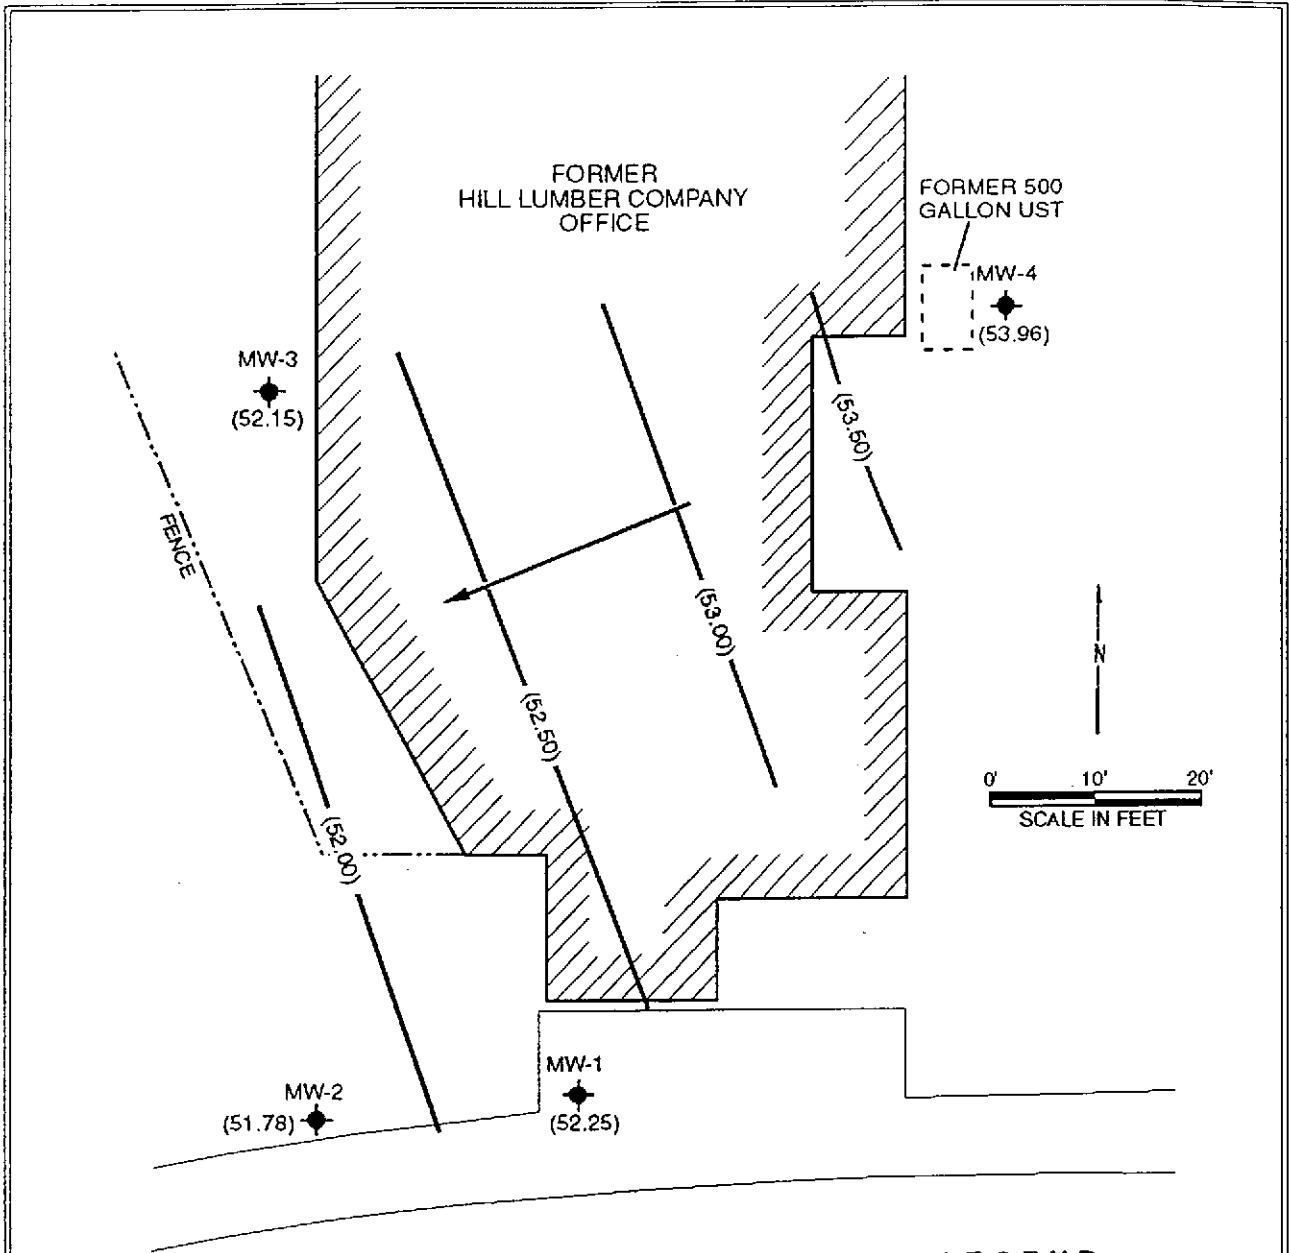 FORMER
HILL LUMBER COMPANY
OFFICE
FORMER 500
GALLON UST
MW-4
(53.96)
MW-3
(52.15)
(53.50)
FENCE
(53.00)
N
(52.50)
0' 10' 20'
SCALE IN FEET
(52.00)
MW-1
(52.25)
MW-2
(51.78)